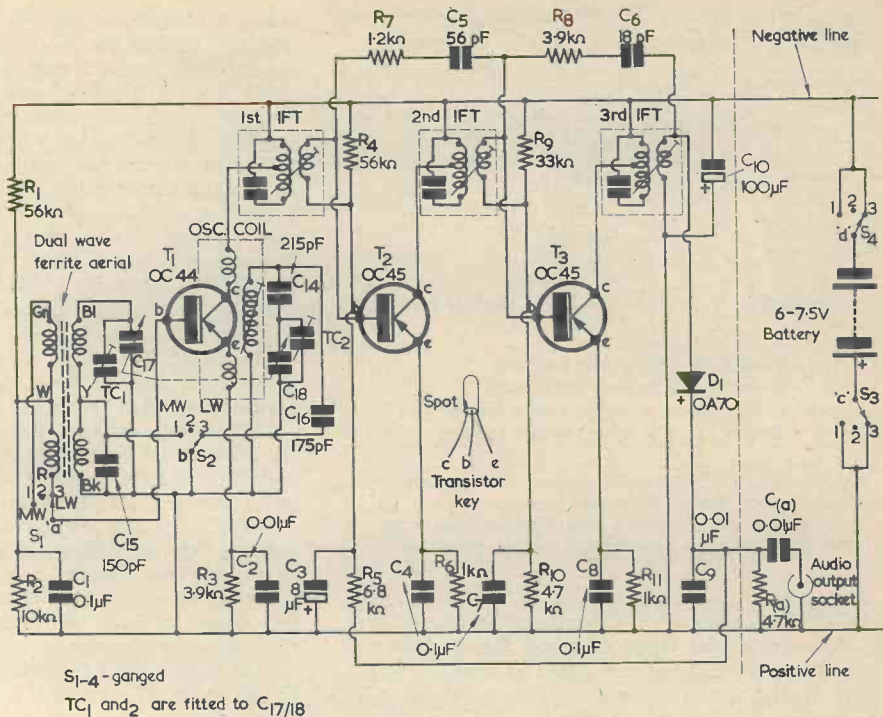 R7
1.2kΩ
C5
56 pF
R8
3.9kΩ
C6
18 pF
Negative line
1st IFT
R4
56kΩ
2nd IFT
R9
33kΩ
3rd IFT
C10
100µF
R1
56kΩ
Dual wave
ferrite aerial
OSC. COIL
T1
OC44
215pF
C14
T2
OC45
T3
OC45
1 2 3
'd'
S4
6-7.5V
Battery
Gn
Bl
b
c
e
C17
TC1
TC2
C18
C16
175pF
W
Y
MW
LW
1 2 3
b
S2
b
c
e
b
c
e
Spot
c b e
Transistor
key
D1
OA70
'c'
S3
1 2 3
R
Bk
1 2 3
MW
LW
'a'
S1
C15
150pF
0.01µF
C2
C3
8
µF
R3
3.9kΩ
R2
10kΩ
C1
0.1µF
R5
6.8
kΩ
C4
R6
1kΩ
C7
R10
4.7
kΩ
C8
R11
1kΩ
0.01
µF
C9
C(a)
0.01µF
R(a)
4.7kΩ
Audio
output
socket
0.1µF
0.1µF
Positive line
S1-4 - ganged
TC1 and 2 are fitted to C17/18